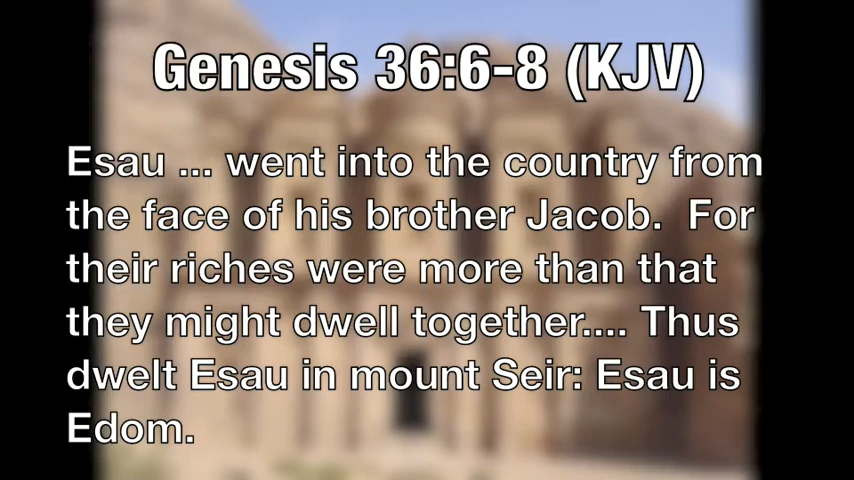 Genesis 36:6-8 (KJV)
Esau ... went into the country from
the face of his brother Jacob.  For
their riches were more than that
they might dwell together.... Thus
dwelt Esau in mount Seir: Esau is
Edom.